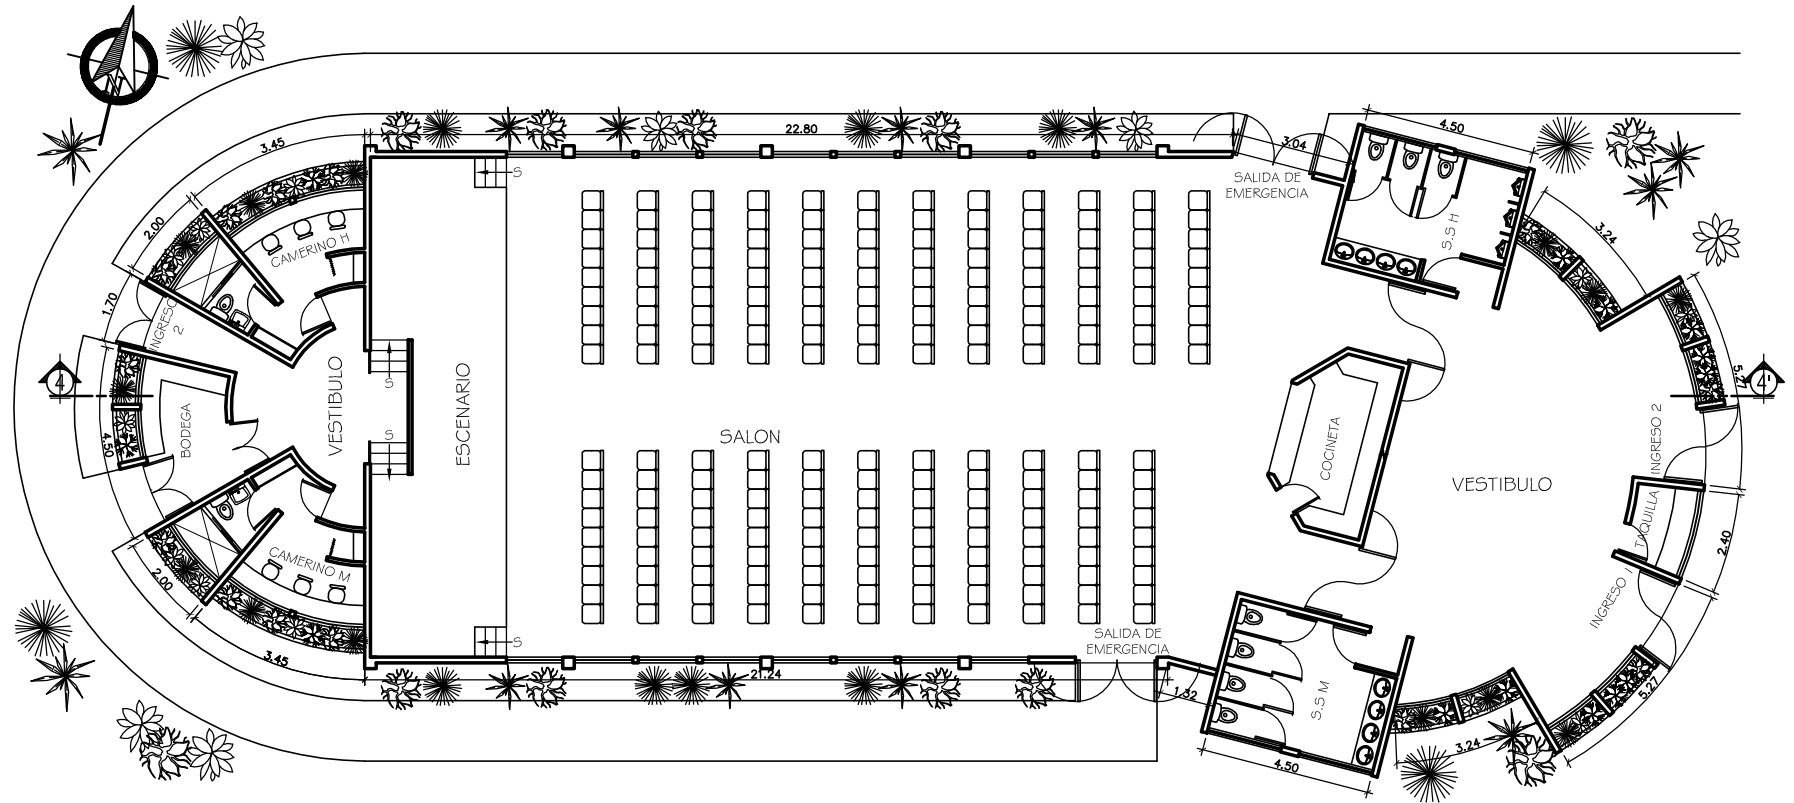 N
22.80
4.50
3.04
SALIDA DE
EMERGENCIA
3.45
2.00
1.70
CAMERINO H
INGRESO
2
S
S.S H
3.24
5.27
4
4'
4.50
BODEGA
VESTIBULO
S
S
ESCENARIO
SALON
COCINETA
VESTIBULO
INGRESO 2
TAQUILLA
2.40
INGRESO 1
CAMERINO M
2.00
3.45
S
SALIDA DE
EMERGENCIA
21.24
1.32
S.S M
4.50
3.24
5.27